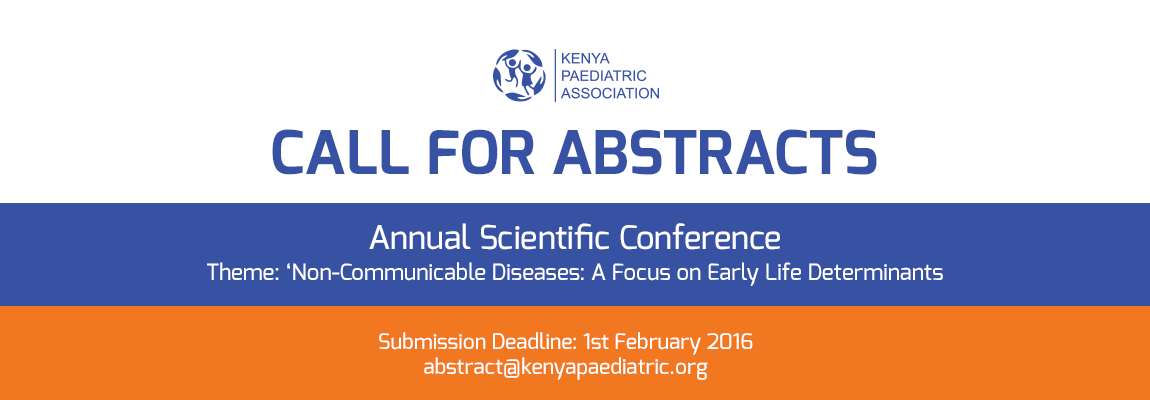 KENYA
PAEDIATRIC
ASSOCIATION
CALL FOR ABSTRACTS
Annual Scientific Conference
Theme: ‘Non-Communicable Diseases: A Focus on Early Life Determinants
Submission Deadline: 1st February 2016
abstract@kenyapaediatric.org